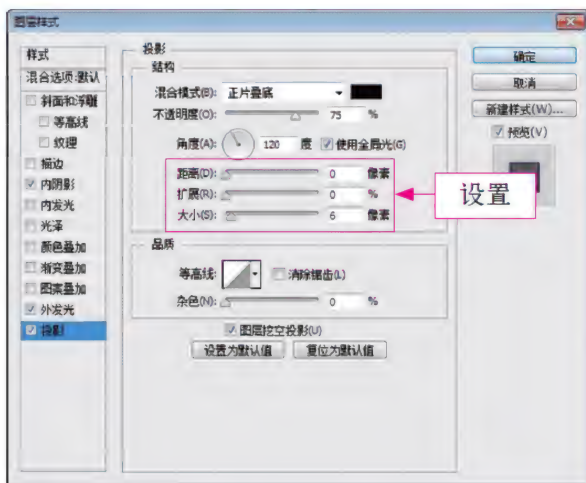 图层样式
样式
混合选项:默认
斜面和浮雕
等高线
纹理
描边
内阴影
内发光
光泽
颜色叠加
渐变叠加
图案叠加
外发光
投影
投影
结构
混合模式(B): 正片叠底
不透明度(O): 75 %
角度(A): 120 度 使用全局光(G)
距离(D): 0 像素
扩展(R): 0 %
大小(S): 6 像素
品质
等高线: 消除锯齿(L)
杂色(N): 0 %
图层挖空投影(U)
设置为默认值 复位为默认值
设置
确定
取消
新建样式(W)...
预览(V)